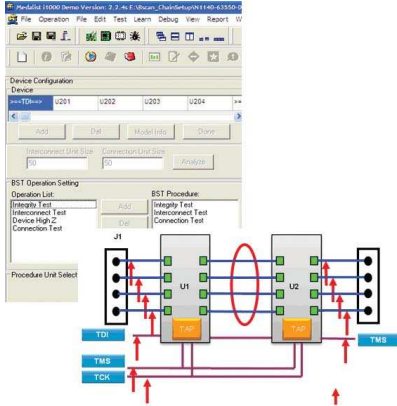 Medalist i1000 Demo Version: 2.2.4s E:\Bscan_ChainSetup\N1140-63550-0
File Operation File Edit Test Learn Debug View Report W
Device Configuration
Device
>==TDI==> U201 U202 U203 U204 >=
Add Del Model Info Done
Interconnect Unit Size Connection Unit Size
50 50 Analyze
BST Operation Setting
Operation List: BST Procedure:
Integrity Test
Interconnect Test
Device High Z
Connection Test
Add
Del
Integrity Test
Interconnect Test
Connection Test
Procedure Unit Select
J1
U1 U2
TAP TAP
TDI
TMS
TMS
TCK